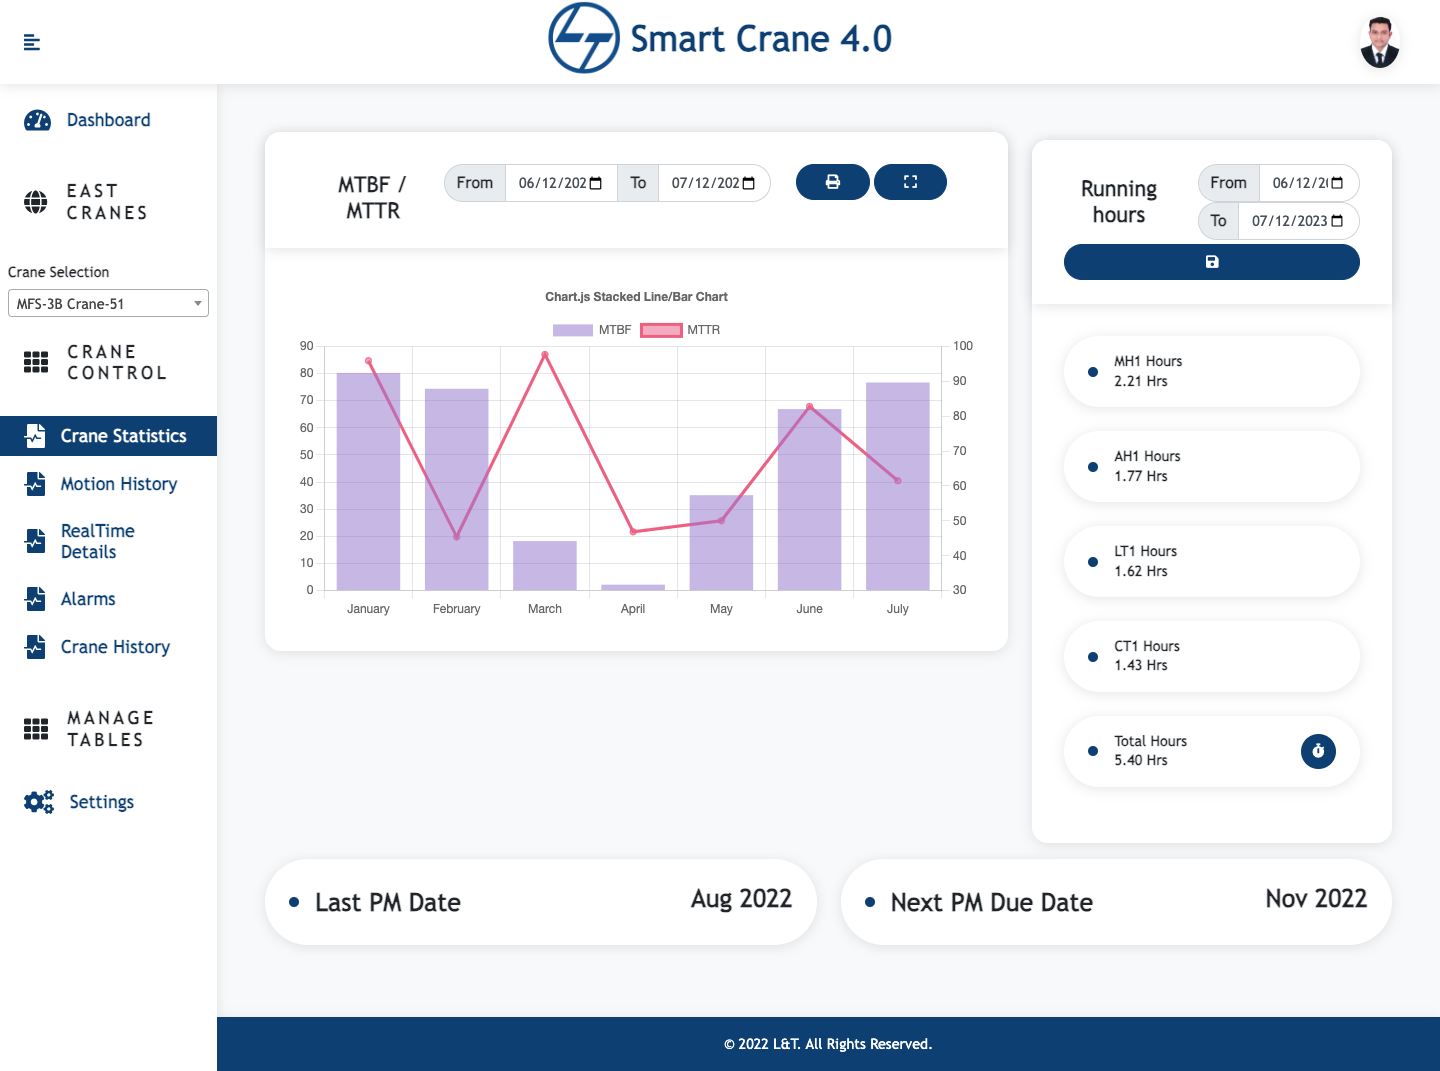 LT Smart Crane 4.0
Dashboard
EAST
CRANES
Crane Selection
MFS-3B Crane-51
CRANE
CONTROL
Crane Statistics
Motion History
RealTime
Details
Alarms
Crane History
MANAGE
TABLES
Settings
MTBF /
MTTR
From 06/12/202 To 07/12/202
Chart.js Stacked Line/Bar Chart
MTBF MTTR
90 100
80 90
70 80
60 70
50 60
40 50
30 40
20 30
10
0
January February March April May June July
Running
hours
From 06/12/20
To 07/12/2023
MH1 Hours
2.21 Hrs
AH1 Hours
1.77 Hrs
LT1 Hours
1.62 Hrs
CT1 Hours
1.43 Hrs
Total Hours
5.40 Hrs
Last PM Date Aug 2022
Next PM Due Date Nov 2022
© 2022 L&T. All Rights Reserved.